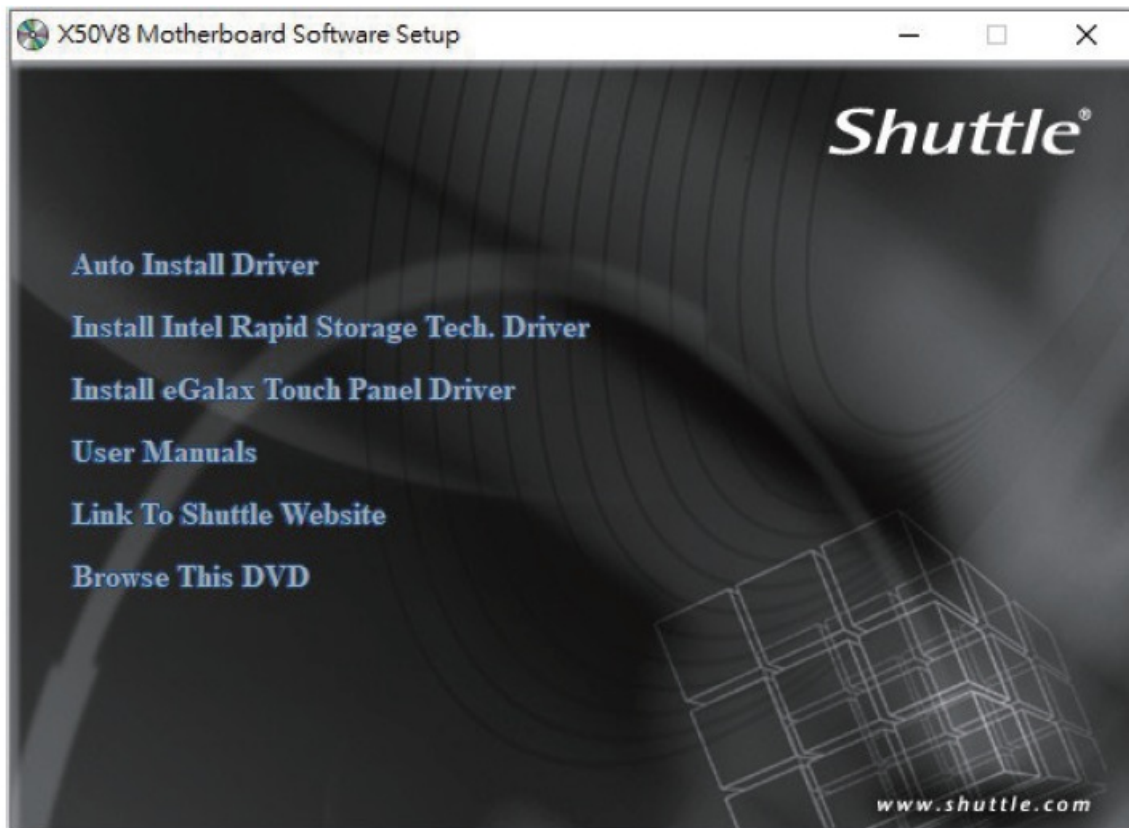 X50V8 Motherboard Software Setup
Shuttle®
Auto Install Driver
Install Intel Rapid Storage Tech. Driver
Install eGalax Touch Panel Driver
User Manuals
Link To Shuttle Website
Browse This DVD
www.shuttle.com